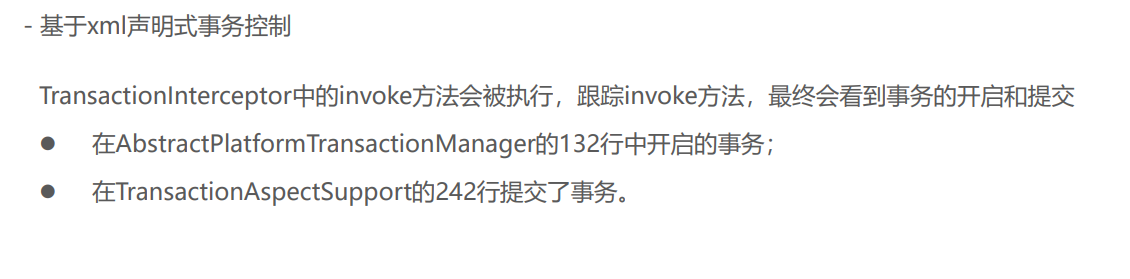 - 基于xml声明式事务控制
TransactionInterceptor中的invoke方法会被执行，跟踪invoke方法，最终会看到事务的开启和提交
● 在AbstractPlatformTransactionManager的132行中开启的事务；
● 在TransactionAspectSupport的242行提交了事务。